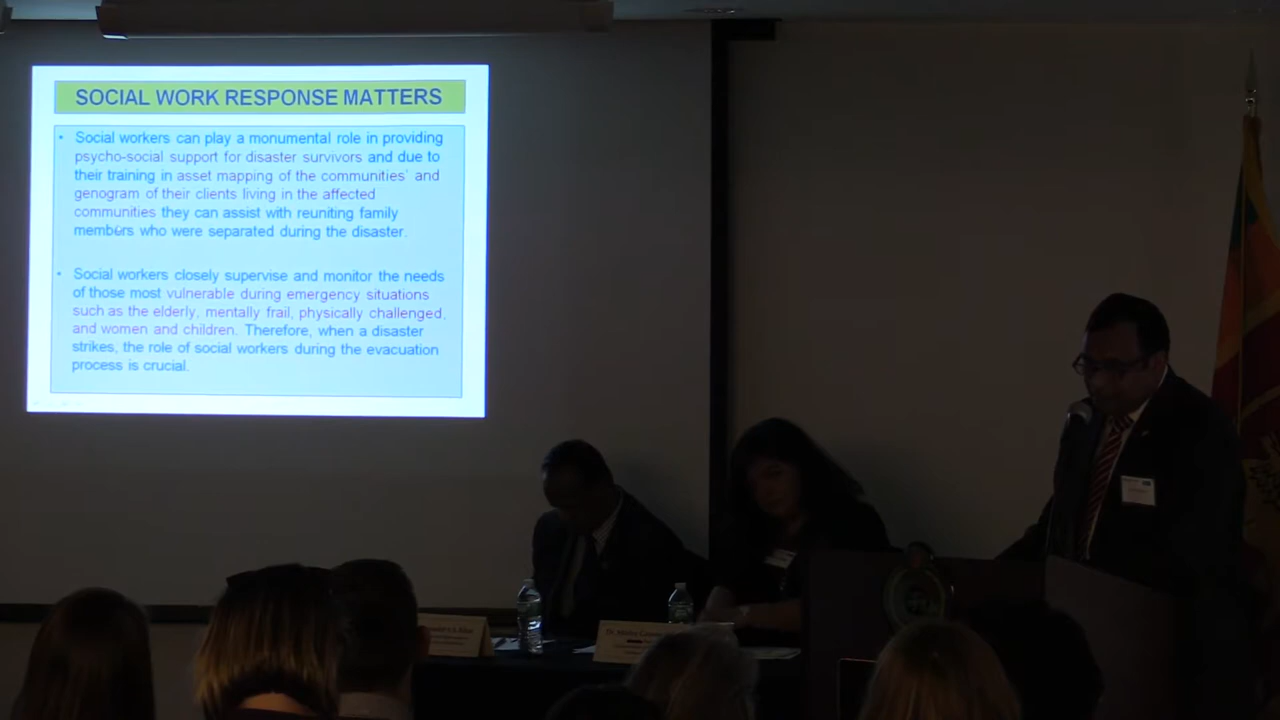 SOCIAL WORK RESPONSE MATTERS
• Social workers can play a monumental role in providing
psycho-social support for disaster survivors and due to
their training in asset mapping of the communities' and
genogram of their clients living in the affected
communities they can assist with reuniting family
members who were separated during the disaster.
• Social workers closely supervise and monitor the needs
of those most vulnerable during emergency situations
such as the elderly, mentally frail, physically challenged,
and women and children. Therefore, when a disaster
strikes, the role of social workers during the evacuation
process is crucial.
Dr.